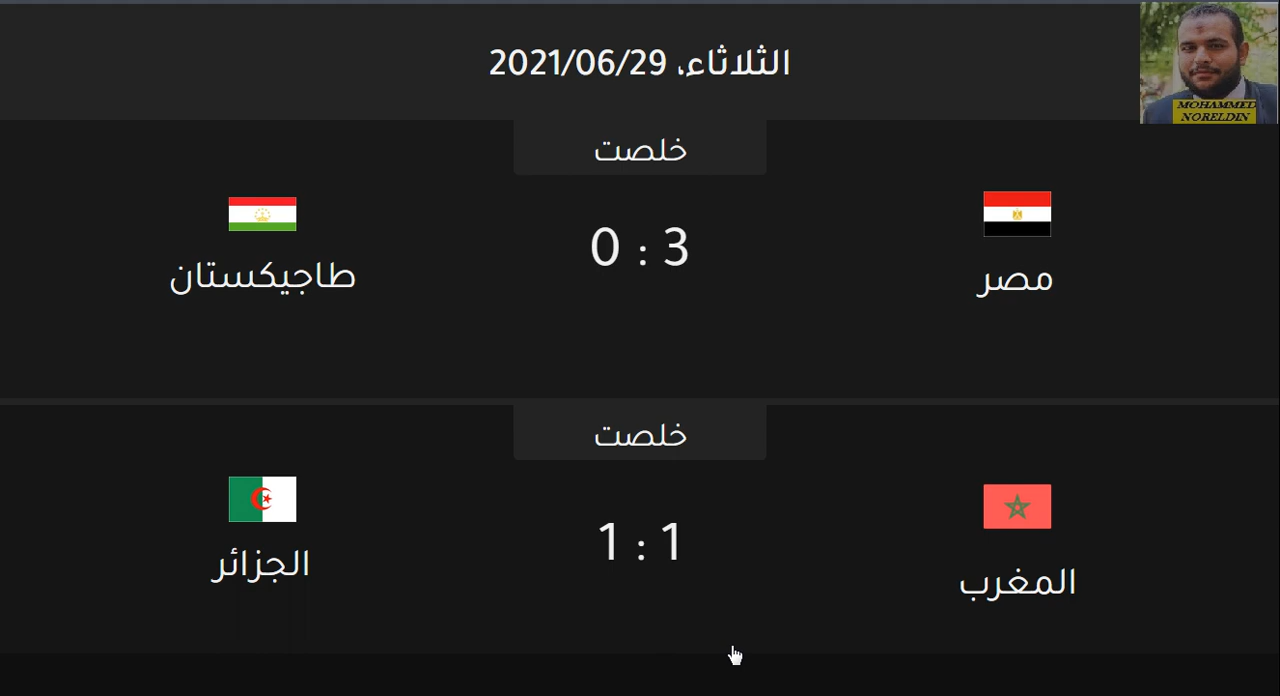 الثلاثاء، 2021/06/29
MOHAMMED
NORELDIN
خلصت
مصر
0 : 3
طاجيكستان
خلصت
المغرب
1 : 1
الجزائر